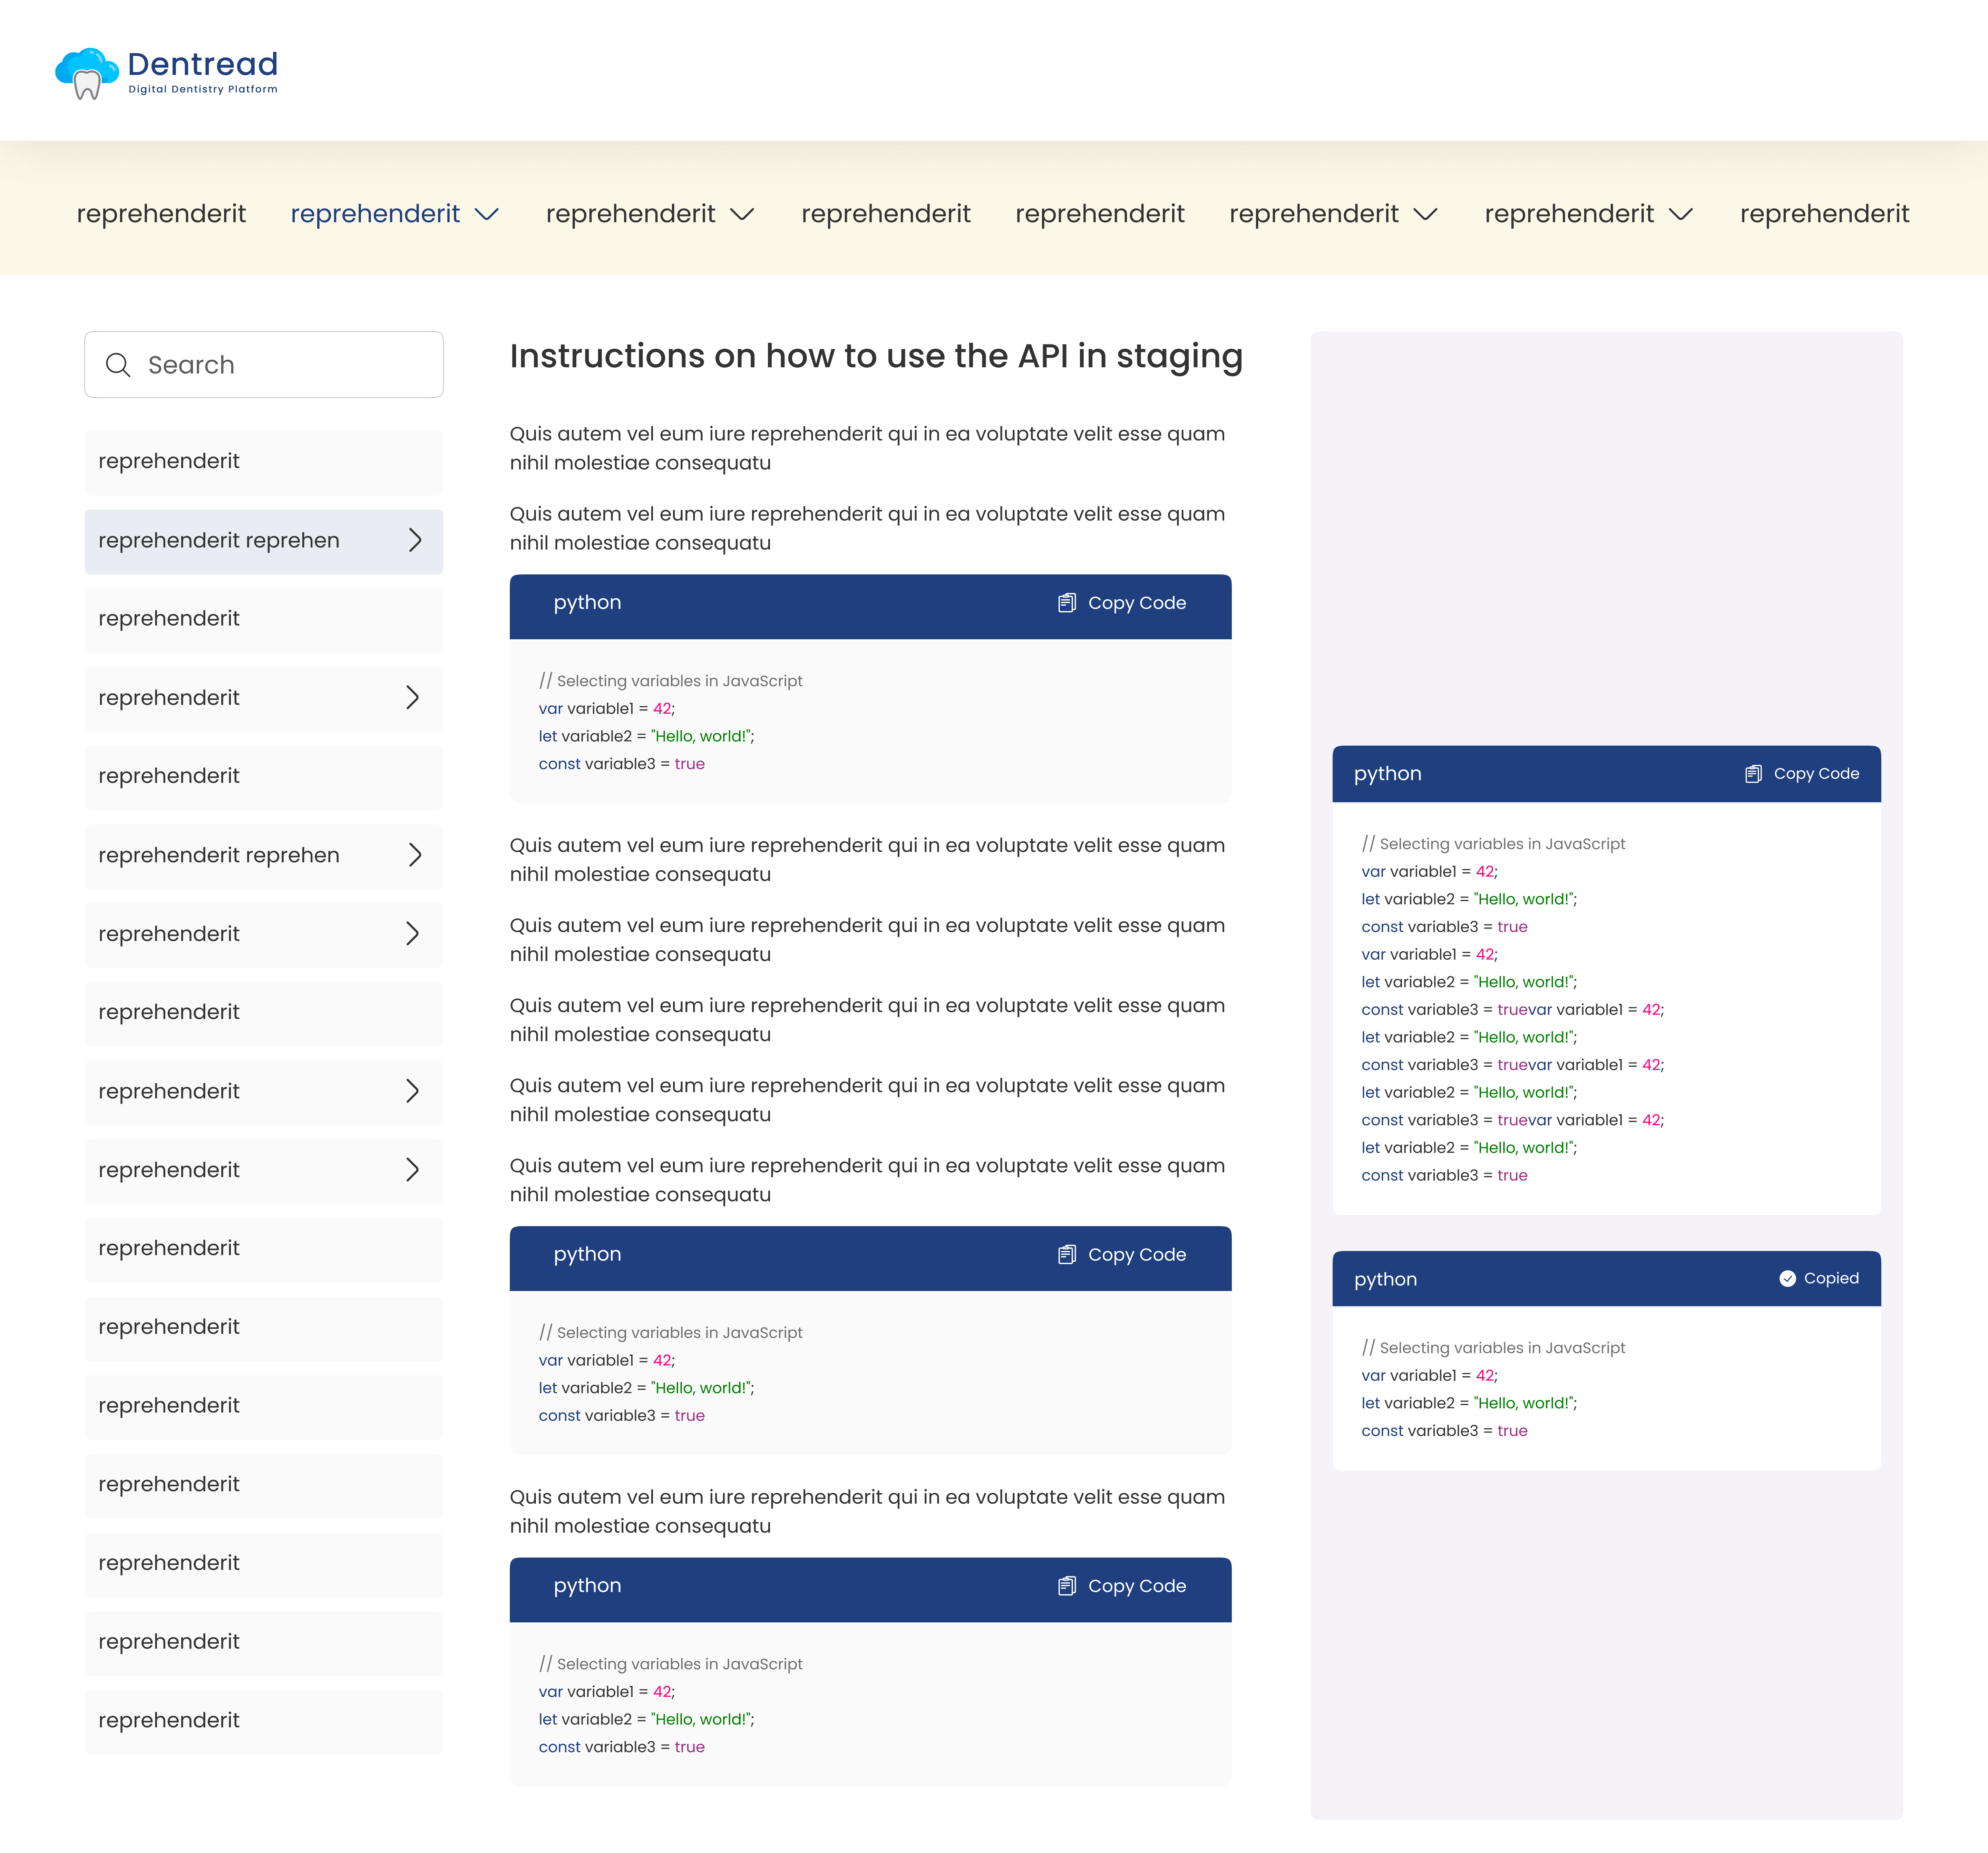 Dentread
Digital Dentistry Platform
reprehenderit reprehenderit reprehenderit reprehenderit reprehenderit reprehenderit reprehenderit reprehenderit
Search
reprehenderit
reprehenderit reprehen
reprehenderit
reprehenderit
reprehenderit
reprehenderit reprehen
reprehenderit
reprehenderit
reprehenderit
reprehenderit
reprehenderit
reprehenderit
reprehenderit
reprehenderit
reprehenderit
reprehenderit
reprehenderit
Instructions on how to use the API in staging
Quis autem vel eum iure reprehenderit qui in ea voluptate velit esse quam
nihil molestiae consequatu
Quis autem vel eum iure reprehenderit qui in ea voluptate velit esse quam
nihil molestiae consequatu
python Copy Code
// Selecting variables in JavaScript
var variable1 = 42;
let variable2 = "Hello, world!";
const variable3 = true
Quis autem vel eum iure reprehenderit qui in ea voluptate velit esse quam
nihil molestiae consequatu
Quis autem vel eum iure reprehenderit qui in ea voluptate velit esse quam
nihil molestiae consequatu
Quis autem vel eum iure reprehenderit qui in ea voluptate velit esse quam
nihil molestiae consequatu
Quis autem vel eum iure reprehenderit qui in ea voluptate velit esse quam
nihil molestiae consequatu
Quis autem vel eum iure reprehenderit qui in ea voluptate velit esse quam
nihil molestiae consequatu
python Copy Code
// Selecting variables in JavaScript
var variable1 = 42;
let variable2 = "Hello, world!";
const variable3 = true
Quis autem vel eum iure reprehenderit qui in ea voluptate velit esse quam
nihil molestiae consequatu
python Copy Code
// Selecting variables in JavaScript
var variable1 = 42;
let variable2 = "Hello, world!";
const variable3 = true
python Copy Code
// Selecting variables in JavaScript
var variable1 = 42;
let variable2 = "Hello, world!";
const variable3 = true
var variable1 = 42;
let variable2 = "Hello, world!";
const variable3 = truevar variable1 = 42;
let variable2 = "Hello, world!";
const variable3 = truevar variable1 = 42;
let variable2 = "Hello, world!";
const variable3 = truevar variable1 = 42;
let variable2 = "Hello, world!";
const variable3 = true
python Copied
// Selecting variables in JavaScript
var variable1 = 42;
let variable2 = "Hello, world!";
const variable3 = true